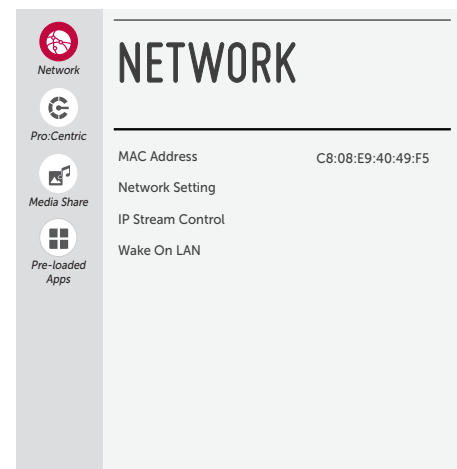 Network
Pro:Centric
Media Share
Pre-loaded
Apps
NETWORK
MAC Address C8:08:E9:40:49:F5
Network Setting
IP Stream Control
Wake On LAN